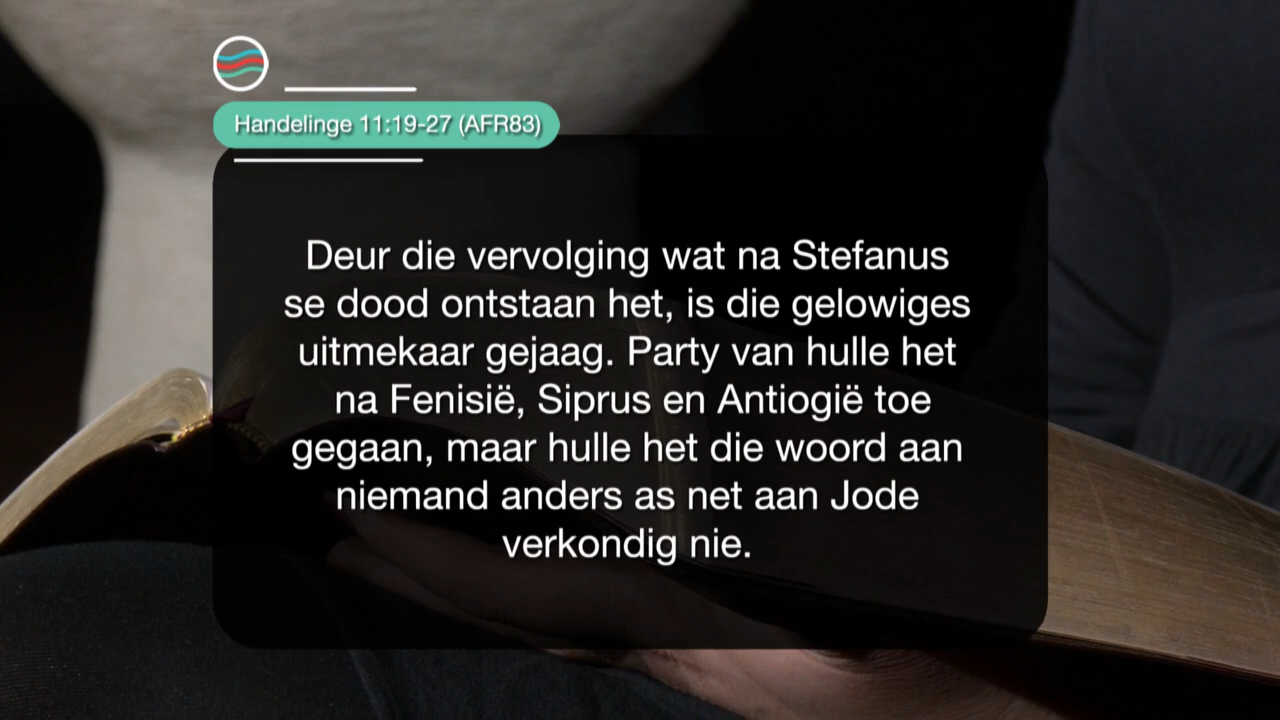 Handelinge 11:19-27 (AFR83)
Deur die vervolging wat na Stefanus
se dood ontstaan het, is die gelowiges
uitmekaar gejaag. Party van hulle het
na Fenisië, Siprus en Antiogië toe
gegaan, maar hulle het die woord aan
niemand anders as net aan Jode
verkondig nie.